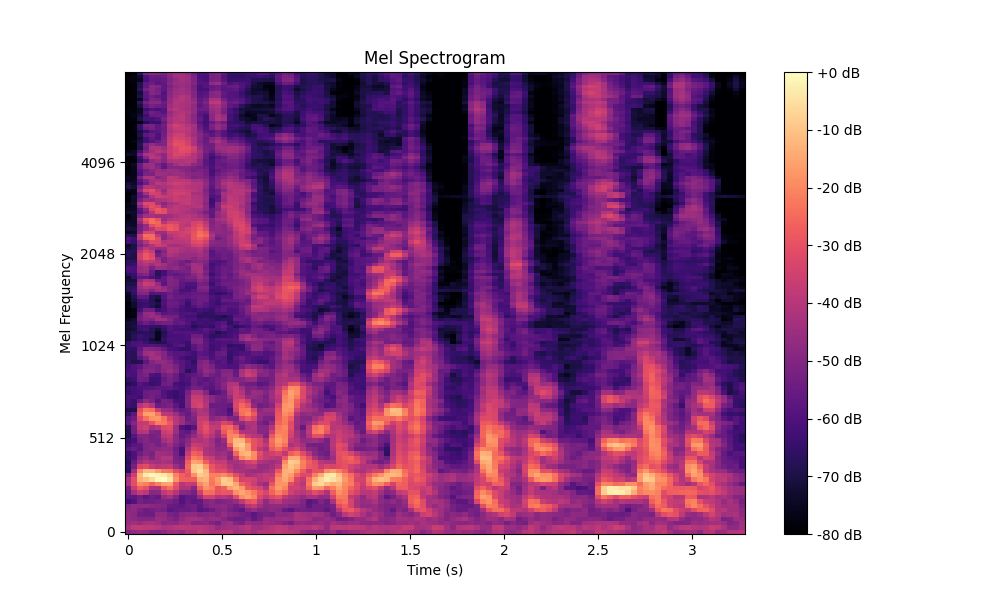 Mel Spectrogram
+0 dB
-10 dB
-20 dB
-30 dB
-40 dB
-50 dB
-60 dB
-70 dB
-80 dB
4096
2048
1024
512
0
Mel Frequency
0 0.5 1 1.5 2 2.5 3
Time (s)